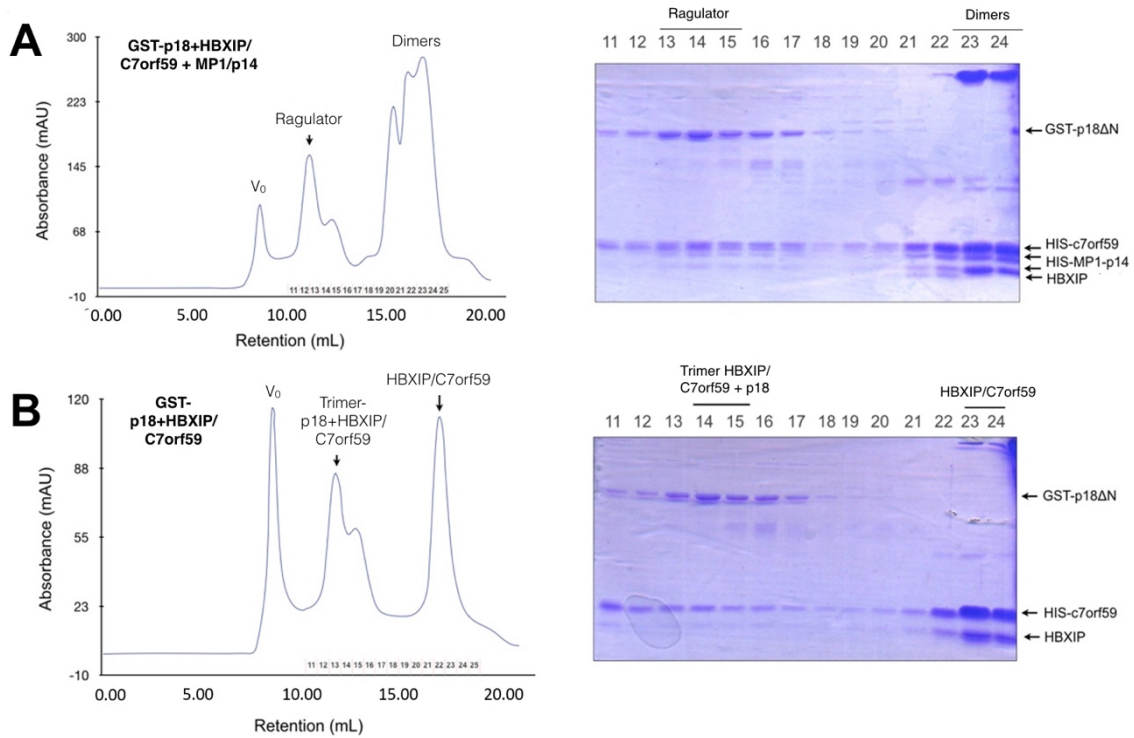 A
GST-p18+HBXIP/
C7orf59 + MP1/p14
Absorbance (mAU)
300
223
145
68
-10
V0
Ragulator
Dimers
11 12 13 14 15 16 17 18 19 20 21 22 23 24 25
0.00 5.00 10.00 15.00 20.00
Retention (mL)
Ragulator Dimers
11 12 13 14 15 16 17 18 19 20 21 22 23 24
GST-p18ΔN
HIS-c7orf59
HIS-MP1-p14
HBXIP
B
GST-
p18+HBXIP/
C7orf59
Absorbance (mAU)
120
88
55
23
-10
V0
Trimer-
p18+HBXIP/
C7orf59
HBXIP/C7orf59
11 12 13 14 15 16 17 18 19 20 21 22 23 24 25
0.00 5.00 10.00 15.00 20.00
Retention (mL)
Trimer HBXIP/
C7orf59 + p18
HBXIP/C7orf59
11 12 13 14 15 16 17 18 19 20 21 22 23 24
GST-p18ΔN
HIS-c7orf59
HBXIP